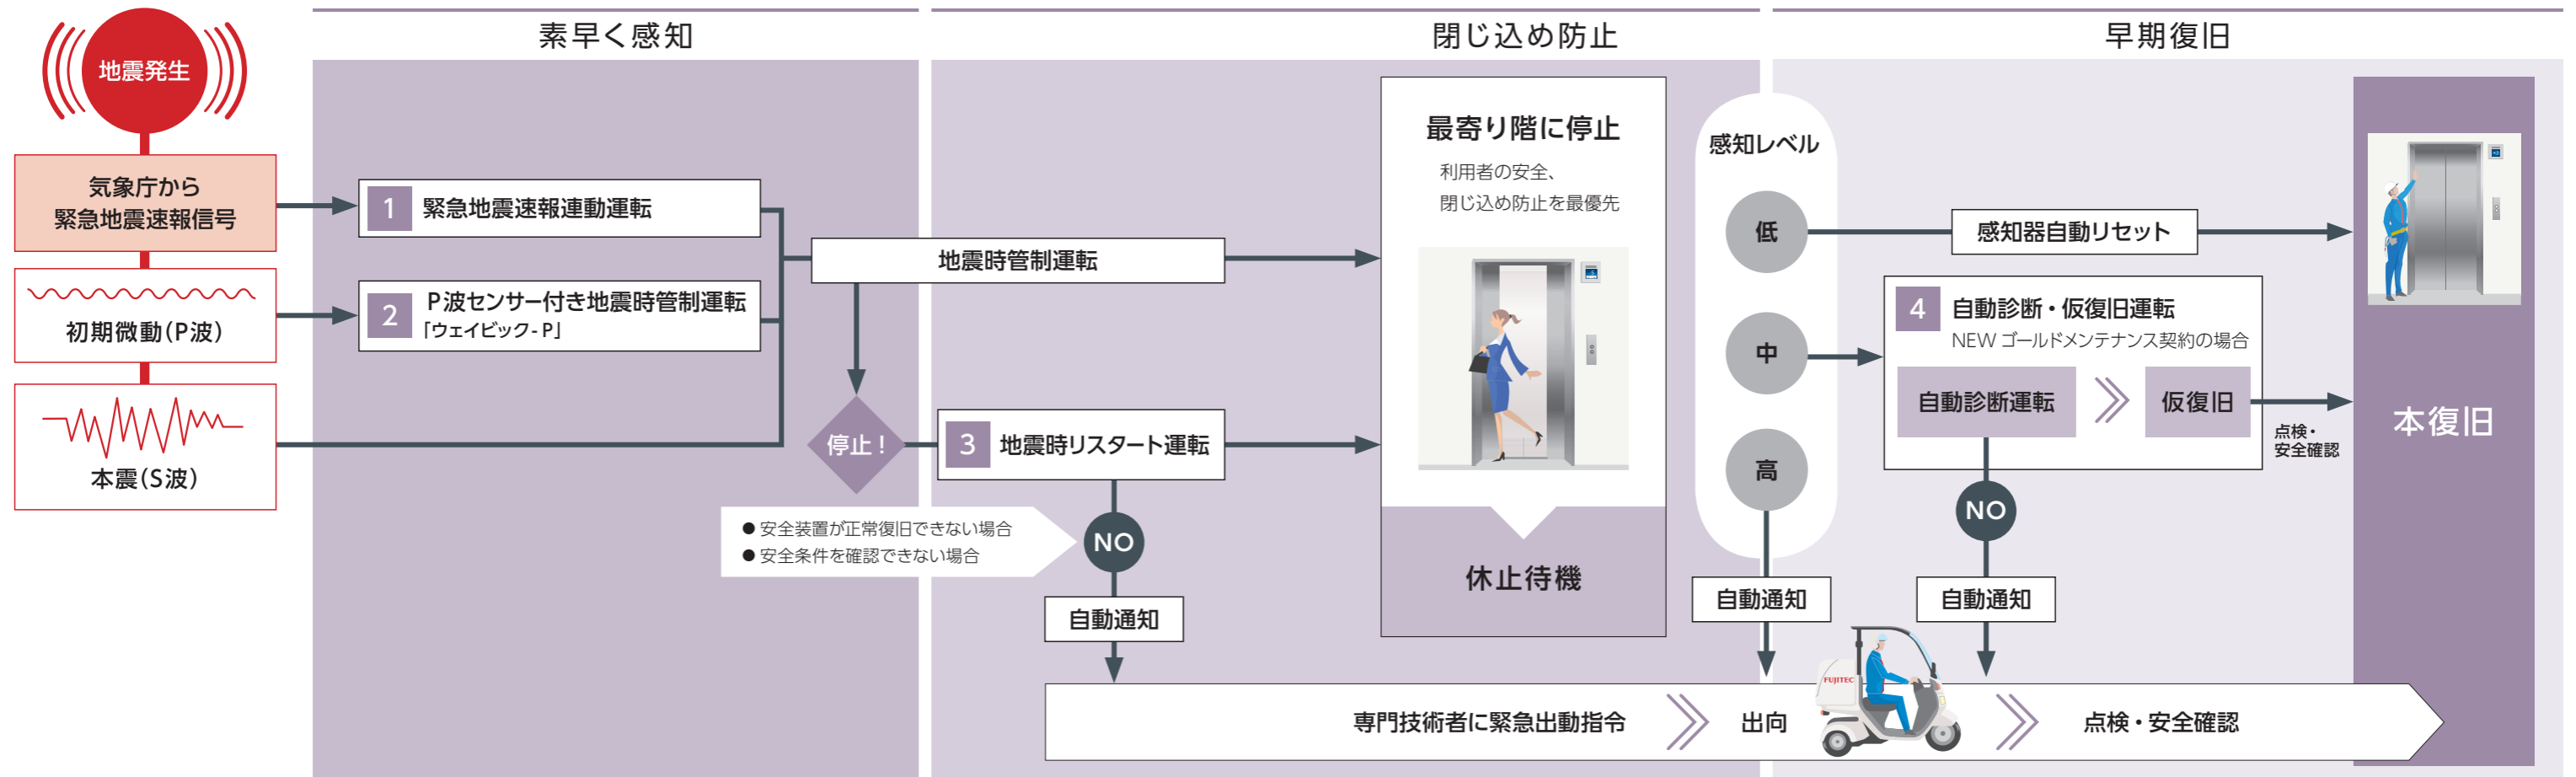 素早く感知
閉じ込め防止
早期復旧
地震発生
気象庁から
緊急地震速報信号
初期微動(P波)
本震(S波)
1 緊急地震速報連動運転
2 P波センサー付き地震時管制運転
「ウェイビック-P」
地震時管制運転
停止!
3 地震時リスタート運転
● 安全装置が正常復旧できない場合
● 安全条件を確認できない場合
NO
自動通知
最寄り階に停止
利用者の安全、
閉じ込め防止を最優先
休止待機
感知レベル
低
中
高
自動通知
感知器自動リセット
4 自動診断・仮復旧運転
NEW ゴールドメンテナンス契約の場合
自動診断運転
仮復旧
点検・
安全確認
NO
自動通知
本復旧
専門技術者に緊急出動指令
出向
FUJITEC
点検・安全確認